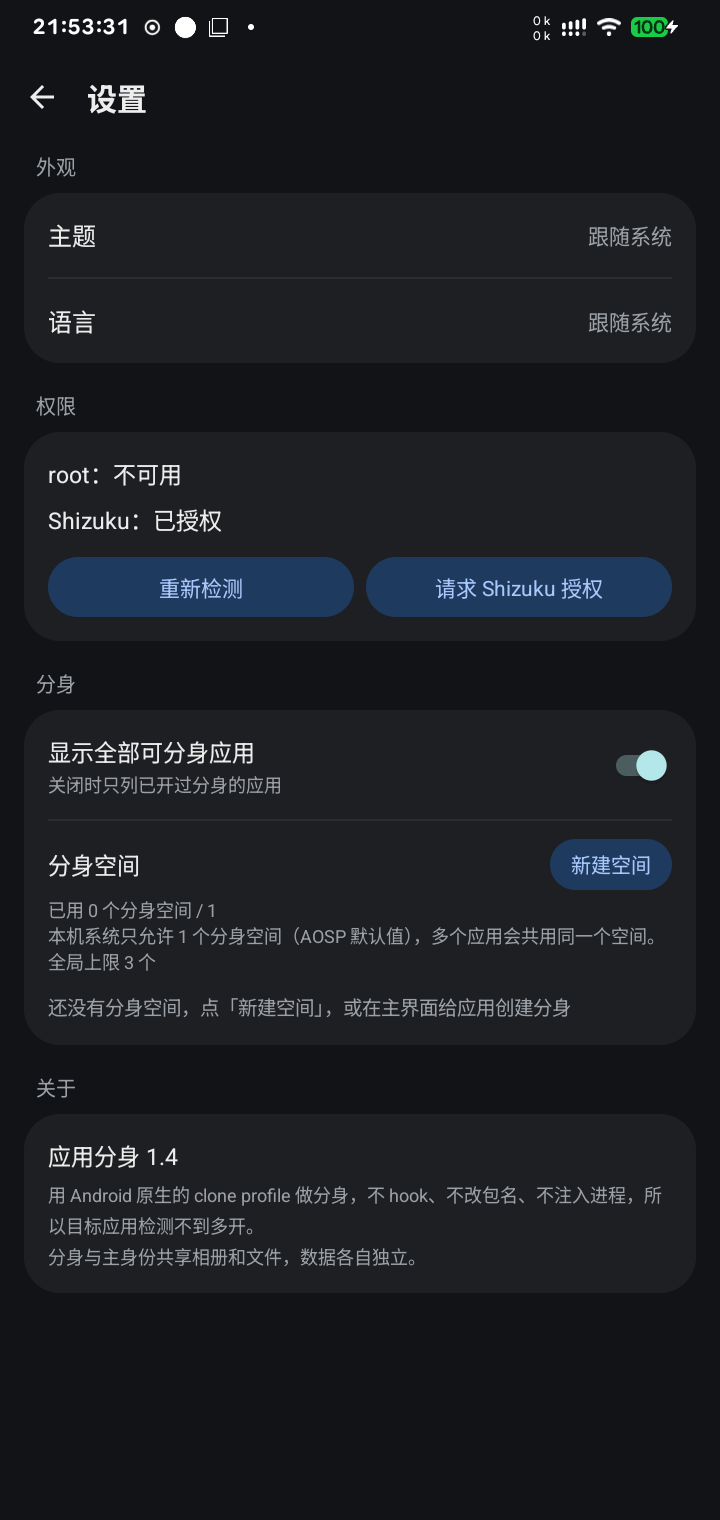 21:53:31
0 k
0 k
100
设置
外观
主题 跟随系统
语言 跟随系统
权限
root：不可用
Shizuku：已授权
重新检测 请求 Shizuku 授权
分身
显示全部可分身应用
关闭时只列已开过分身的应用
分身空间 新建空间
已用 0 个分身空间 / 1
本机系统只允许 1 个分身空间（AOSP 默认值），多个应用会共用同一个空间。
全局上限 3 个
还没有分身空间，点「新建空间」，或在主界面给应用创建分身
关于
应用分身 1.4
用 Android 原生的 clone profile 做分身，不 hook、不改包名、不注入进程，所
以目标应用检测不到多开。
分身与主身份共享相册和文件，数据各自独立。